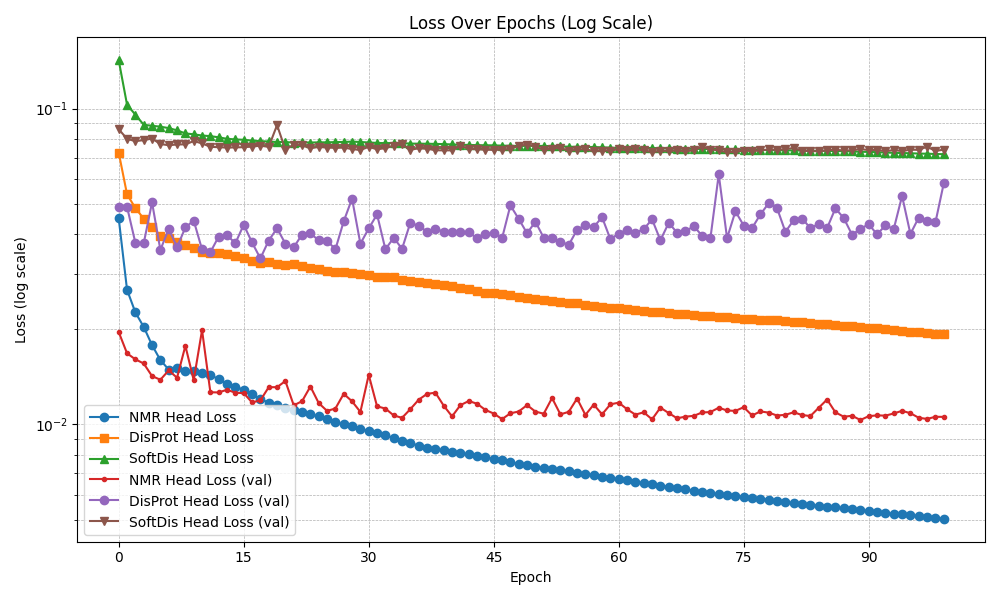 Loss Over Epochs (Log Scale)
Loss (log scale)
10⁻¹
10⁻²
NMR Head Loss
DisProt Head Loss
SoftDis Head Loss
NMR Head Loss (val)
DisProt Head Loss (val)
SoftDis Head Loss (val)
0 15 30 45 60 75 90
Epoch